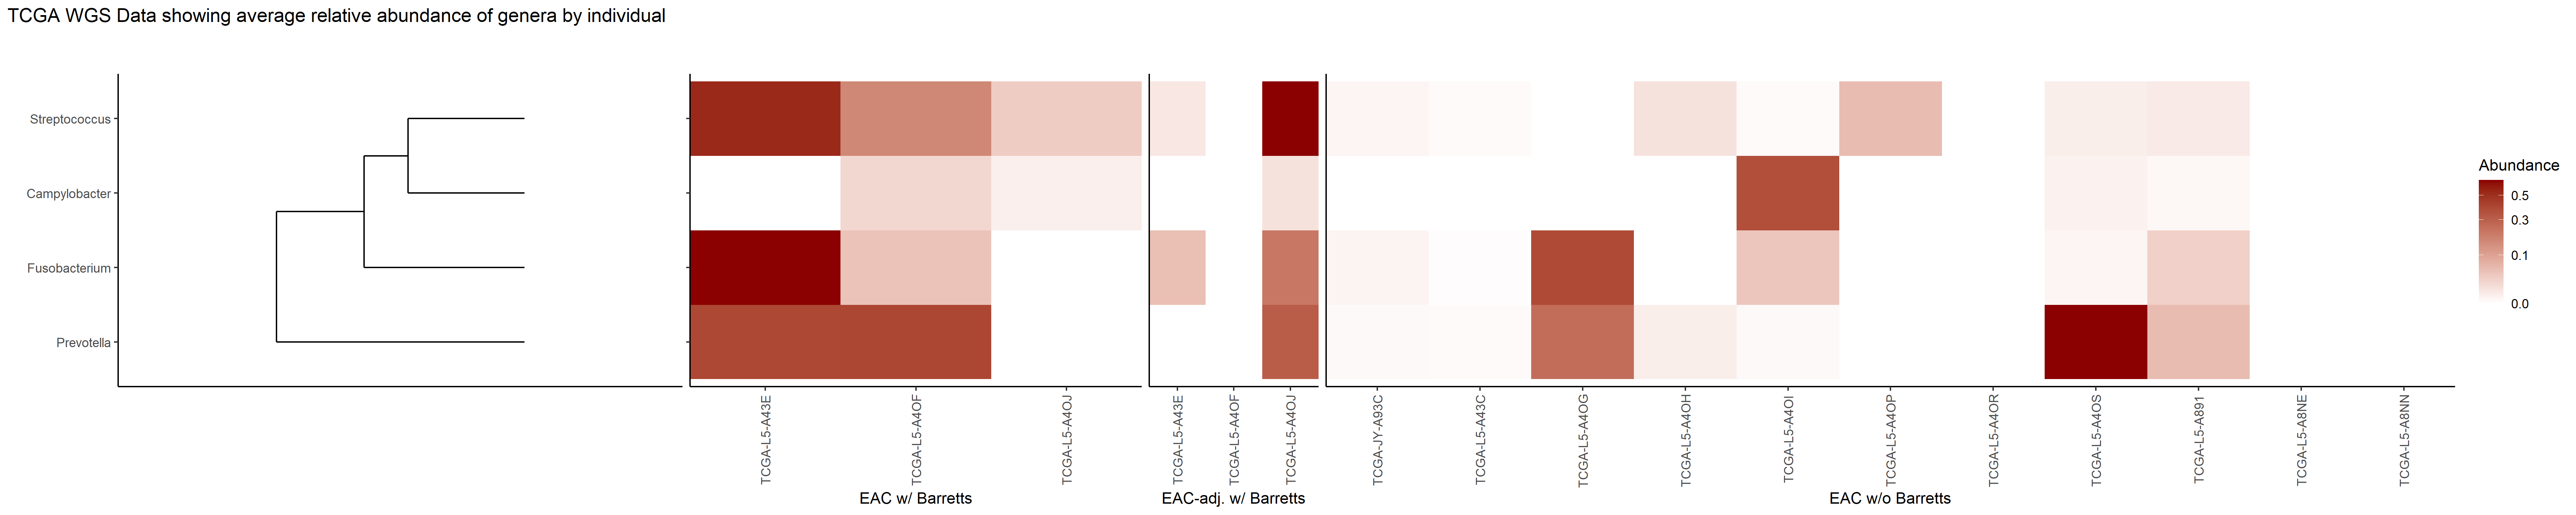 TCGA WGS Data showing average relative abundance of genera by individual
Streptococcus
Campylobacter
Fusobacterium
Prevotella
TCGA-L5-A43E
TCGA-L5-A4OF
TCGA-L5-A4OJ
EAC w/ Barretts
TCGA-L5-A43E
TCGA-L5-A4OF
TCGA-L5-A4OJ
EAC-adj. w/ Barretts
TCGA-JY-A93C
TCGA-L5-A43C
TCGA-L5-A4OG
TCGA-L5-A4OH
TCGA-L5-A4OI
TCGA-L5-A4OP
TCGA-L5-A4OR
TCGA-L5-A4OS
TCGA-L5-A891
TCGA-L5-A8NE
TCGA-L5-A8NN
EAC w/o Barretts
Abundance
0.5
0.3
0.1
0.0